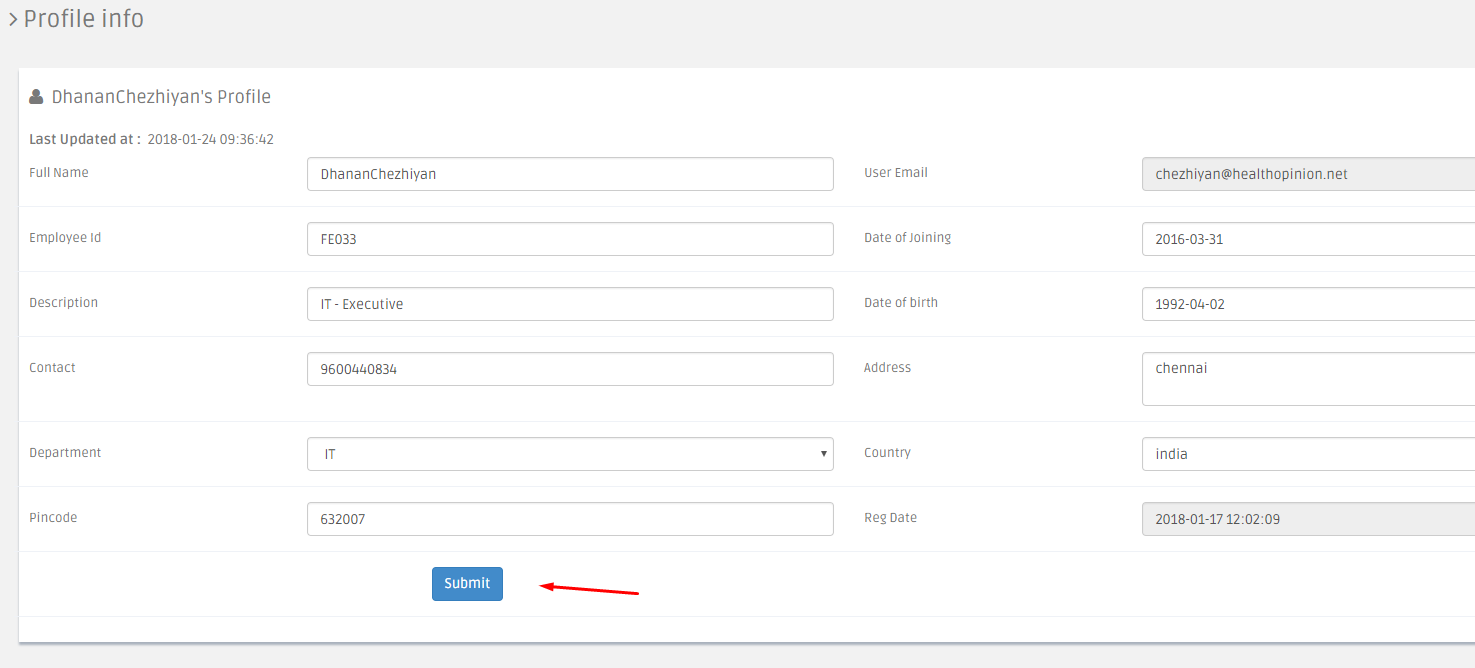 Profile info
DhananChezhiyan's Profile
Last Updated at : 2018-01-24 09:36:42
Full Name DhananChezhiyan User Email chezhiyan@healthopinion.net
Employee Id FE033 Date of Joining 2016-03-31
Description IT - Executive Date of birth 1992-04-02
Contact 9600440834 Address chennai
Department IT Country india
Pincode 632007 Reg Date 2018-01-17 12:02:09
Submit